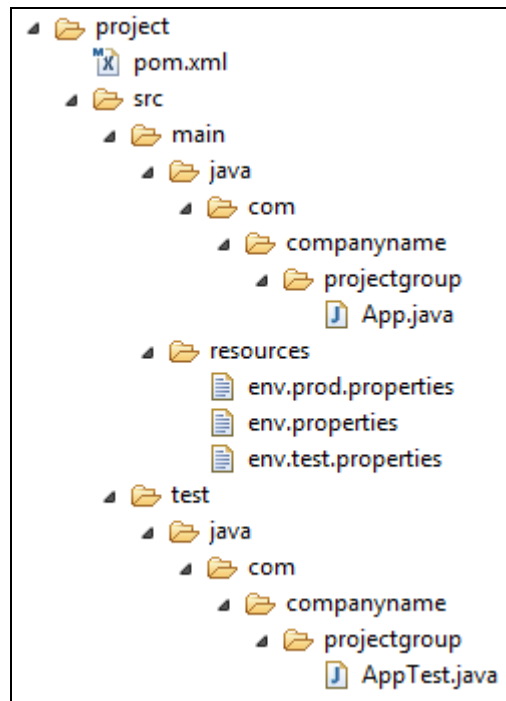 project
pom.xml
src
main
java
com
companyname
projectgroup
App.java
resources
env.prod.properties
env.properties
env.test.properties
test
java
com
companyname
projectgroup
AppTest.java